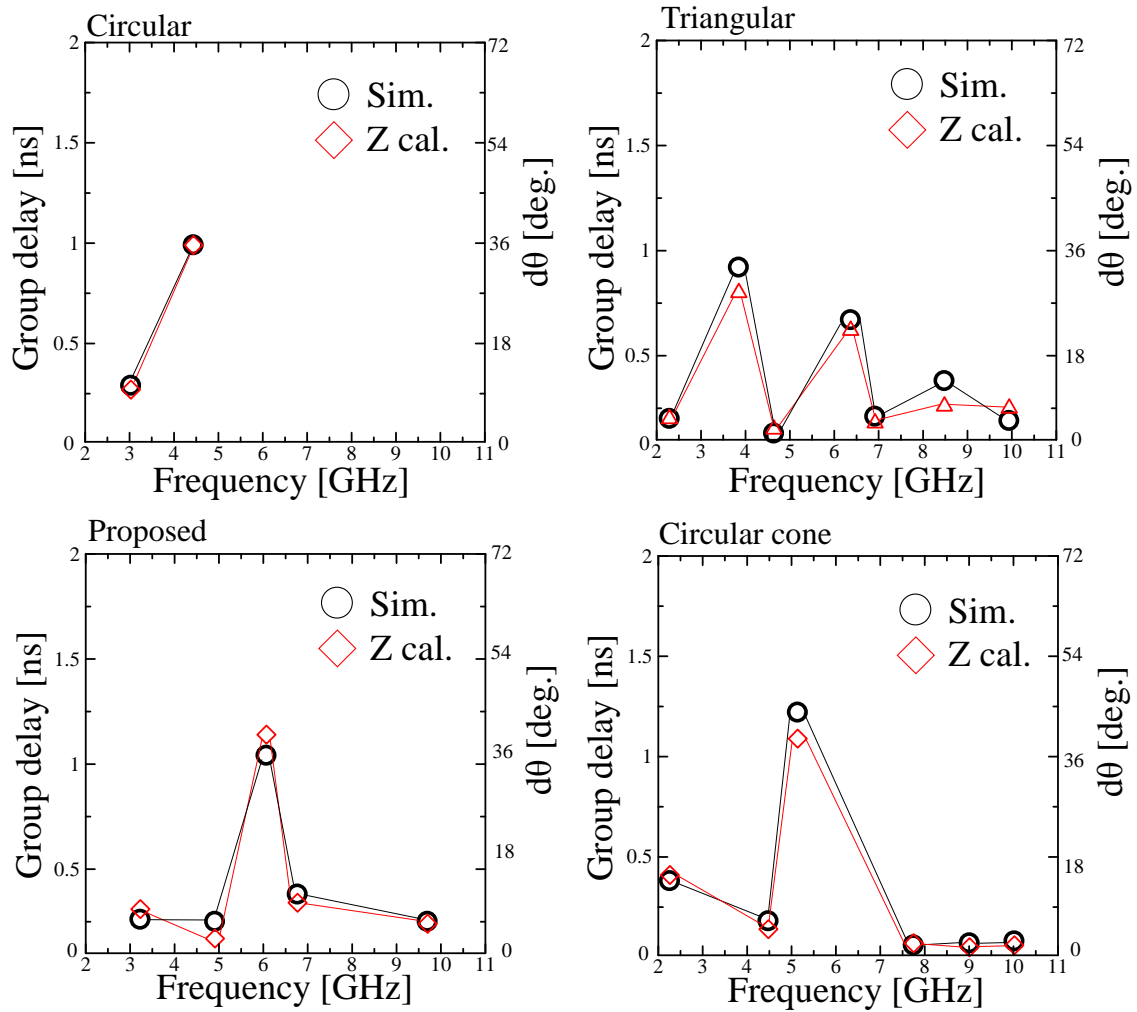 Circular
2
1.5
1
0.5
0
Group delay [ns]
Sim.
Z cal.
72
54
36
18
0
dθ [deg.]
2 3 4 5 6 7 8 9 10 11
Frequency [GHz]
Triangular
2
1.5
1
0.5
0
Group delay [ns]
Sim.
Z cal.
72
54
36
18
0
dθ [deg.]
2 3 4 5 6 7 8 9 10 11
Frequency [GHz]
Proposed
2
1.5
1
0.5
0
Group delay [ns]
Sim.
Z cal.
72
54
36
18
0
dθ [deg.]
2 3 4 5 6 7 8 9 10 11
Frequency [GHz]
Circular cone
2
1.5
1
0.5
0
Group delay [ns]
Sim.
Z cal.
72
54
36
18
0
dθ [deg.]
2 3 4 5 6 7 8 9 10 11
Frequency [GHz]